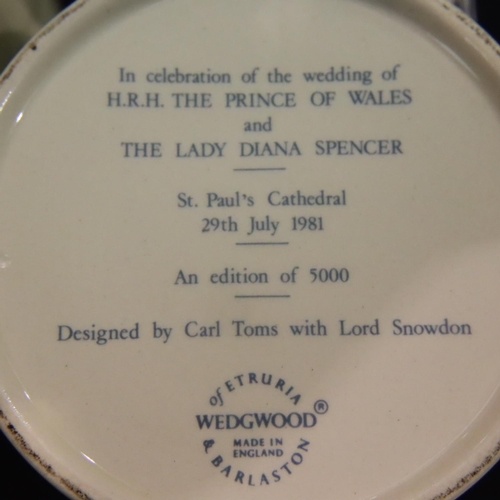 In celebration of the wedding of
H.R.H. THE PRINCE OF WALES
and
THE LADY DIANA SPENCER
St. Paul's Cathedral
29th July 1981
An edition of 5000
Designed by Carl Toms with Lord Snowdon
of ETRURIA
WEDGWOOD®
MADE IN
ENGLAND
& BARLASTON